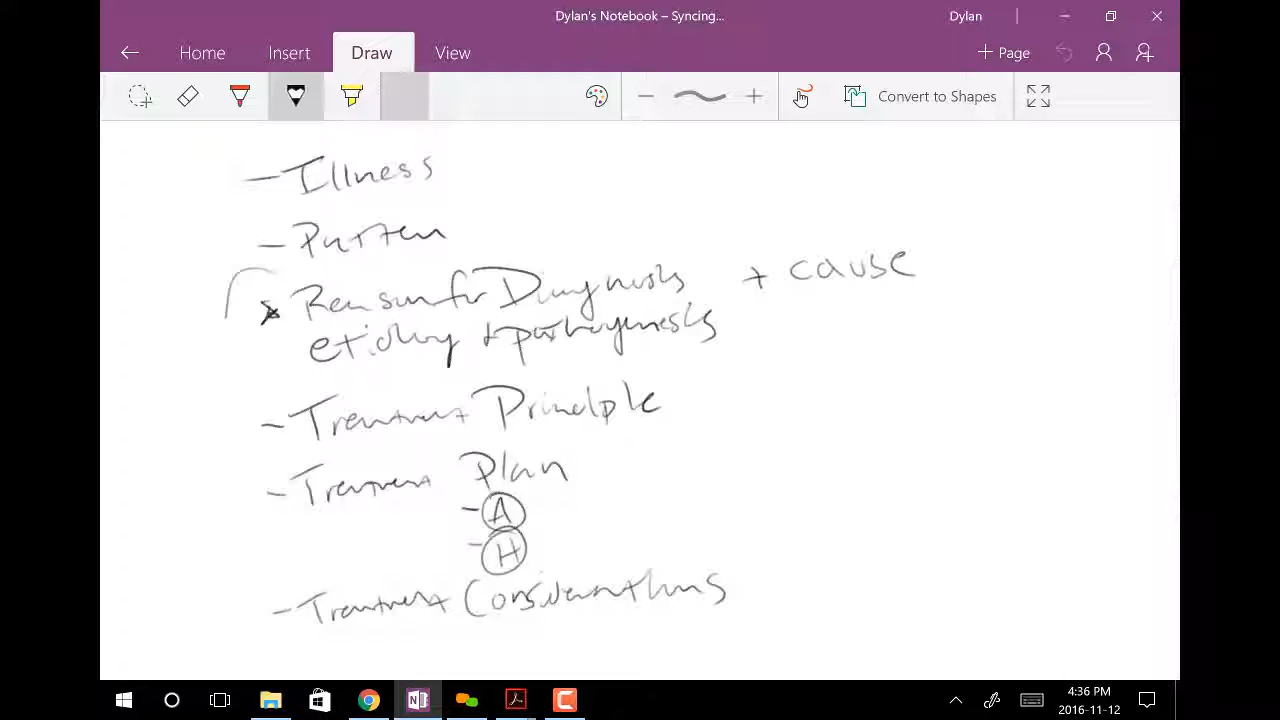 Dylan's Notebook – Syncing...
Dylan
Home
Insert
Draw
View
+ Page
Convert to Shapes
- Illness
- Pattern
Reason for Diagnosis + cause
etiology + pathogenesis
- Treatment Principle
- Treatment Plan
- A
- H
- Treatment Considerations
N
4:36 PM
2016-11-12